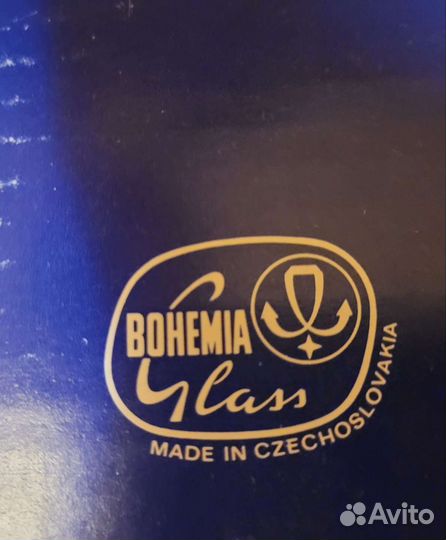 BOHEMIA
Glass
MADE IN CZECHOSLOVAKIA
Avito